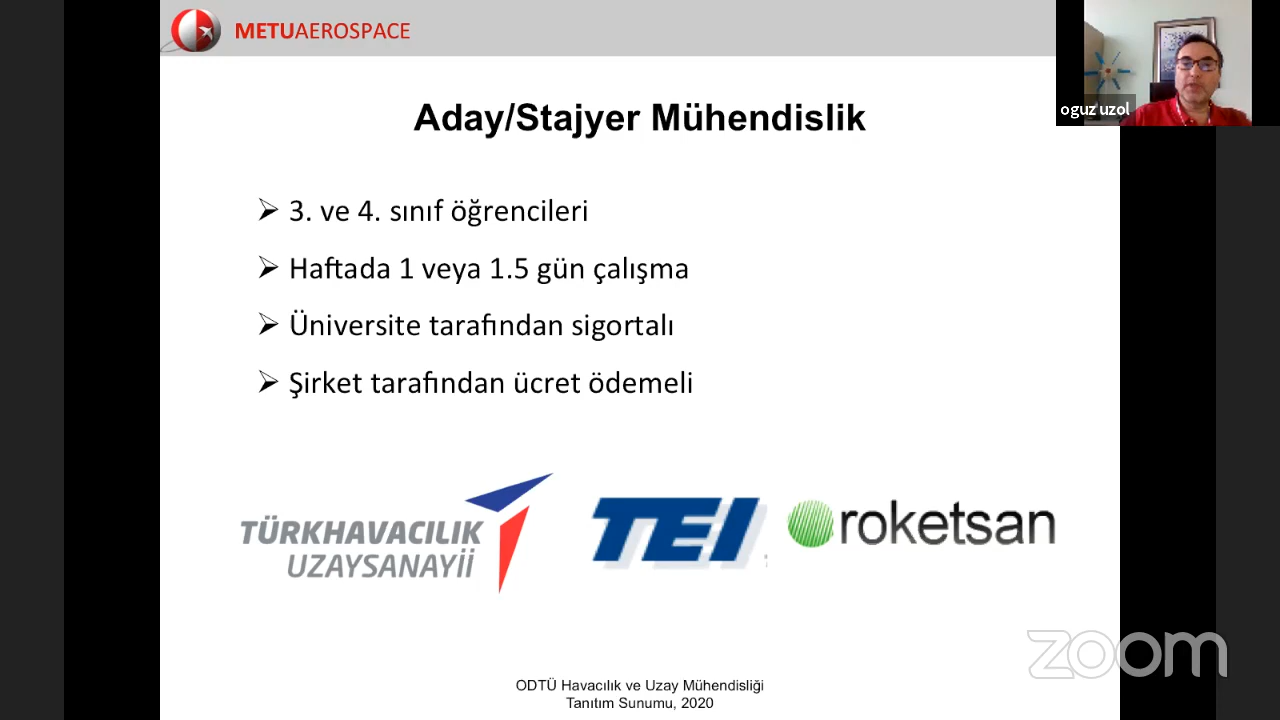 METUAEROSPACE
oguz uzol
Aday/Stajyer Mühendislik
3. ve 4. sınıf öğrencileri
Haftada 1 veya 1.5 gün çalışma
Üniversite tarafından sigortalı
Şirket tarafından ücret ödemeli
TÜRKHAVACILIK
UZAYSANAYİİ
TEI
roketsan
zoom
ODTÜ Havacılık ve Uzay Mühendisliği
Tanıtım Sunumu, 2020